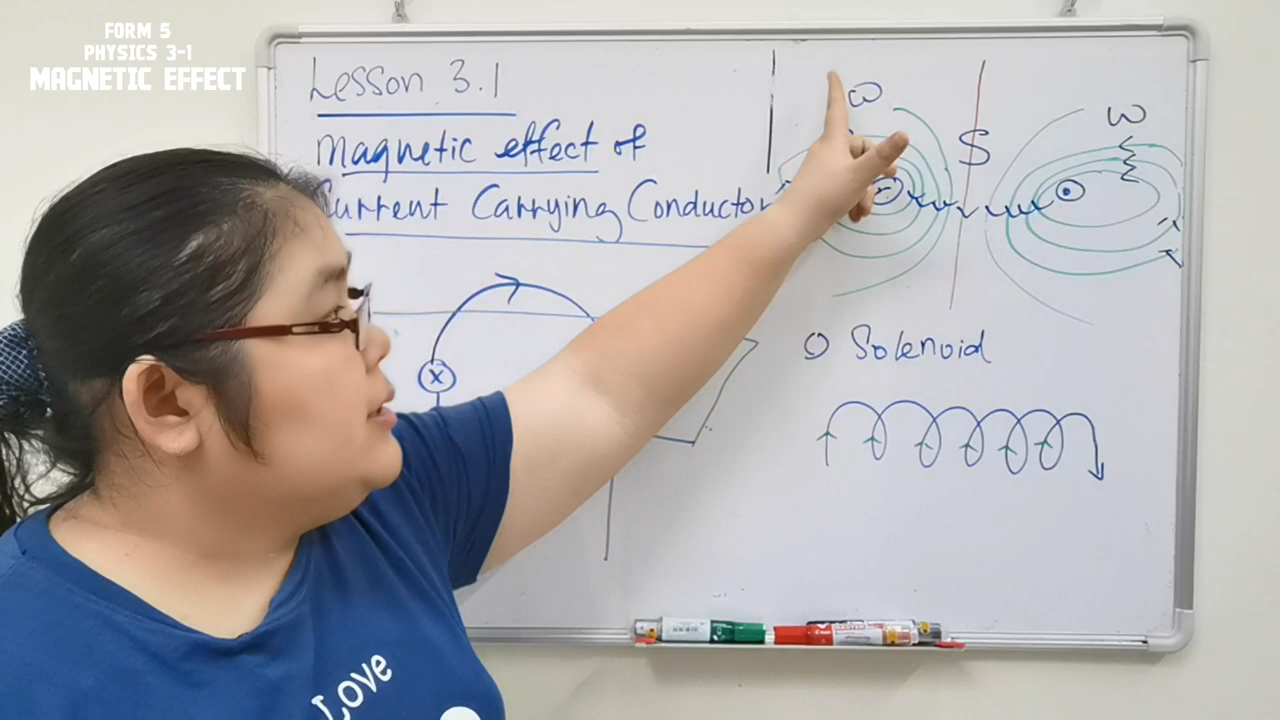 FORM 5
PHYSICS 3-1
MAGNETIC EFFECT
Lesson 3.1
Magnetic effect of
Current Carrying Conductor
W
S
W
X
Solenoid
Love